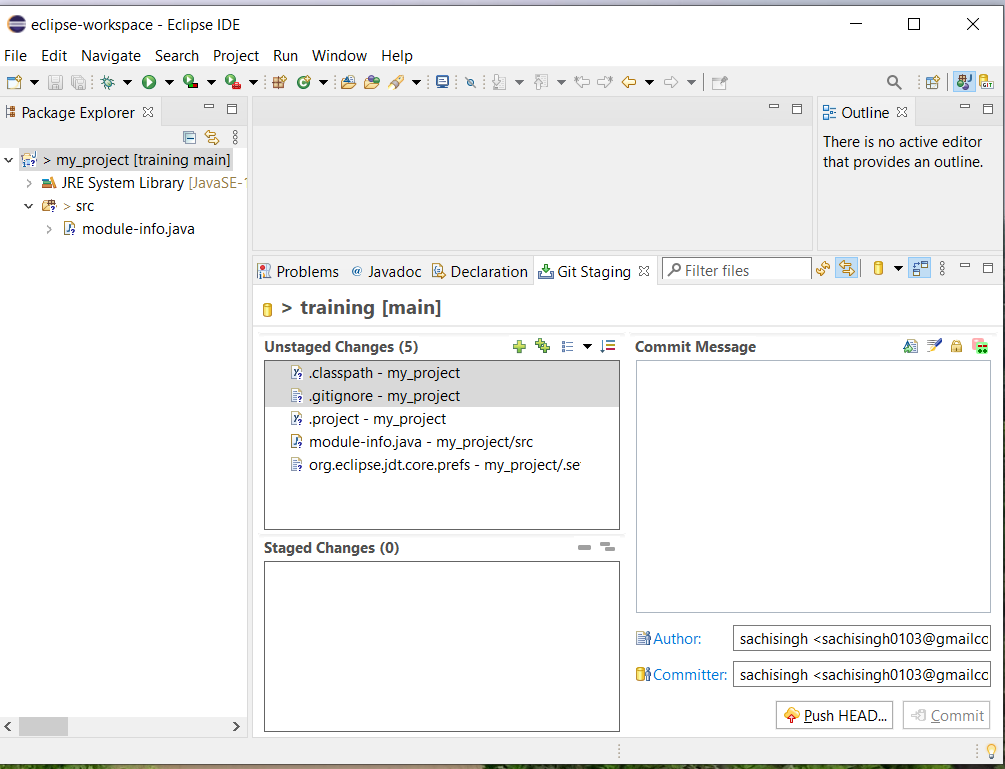 eclipse-workspace - Eclipse IDE
File Edit Navigate Search Project Run Window Help
Package Explorer
> my_project [training main]
JRE System Library [JavaSE-1
> src
module-info.java
Outline
There is no active editor
that provides an outline.
Problems @ Javadoc Declaration Git Staging Filter files
> training [main]
Unstaged Changes (5)
.classpath - my_project
.gitignore - my_project
.project - my_project
module-info.java - my_project/src
org.eclipse.jdt.core.prefs - my_project/.se
Staged Changes (0)
Commit Message
Author: sachisingh <sachisingh0103@gmailcc
Committer: sachisingh <sachisingh0103@gmailcc
Push HEAD... Commit